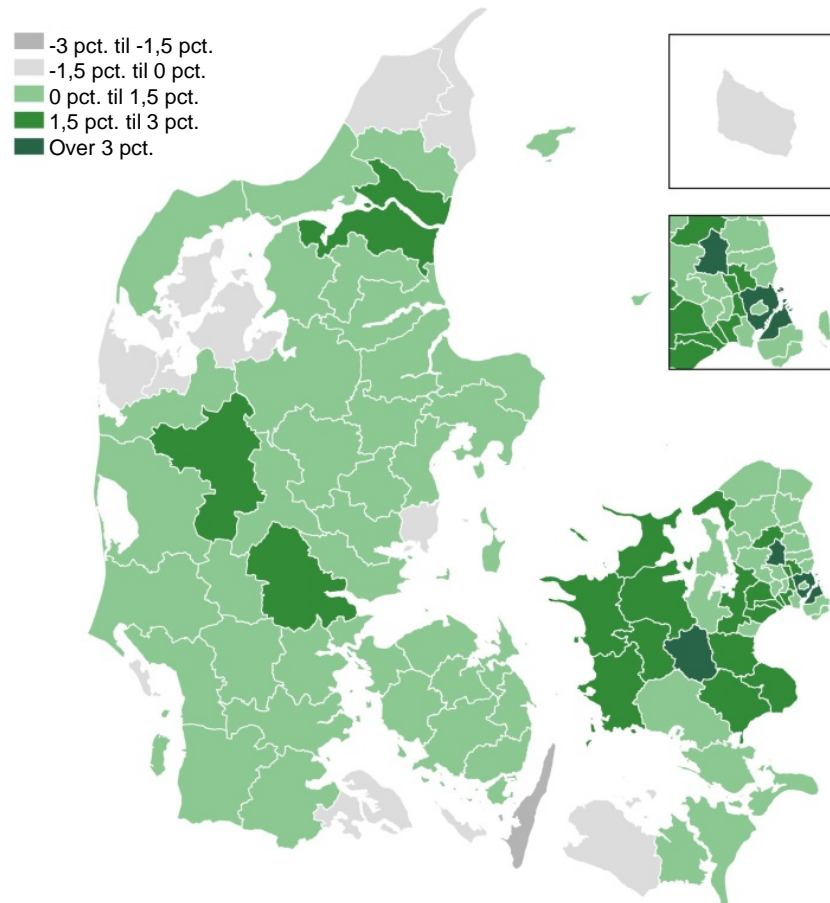 -3 pct. til -1,5 pct.
-1,5 pct. til 0 pct.
0 pct. til 1,5 pct.
1,5 pct. til 3 pct.
Over 3 pct.